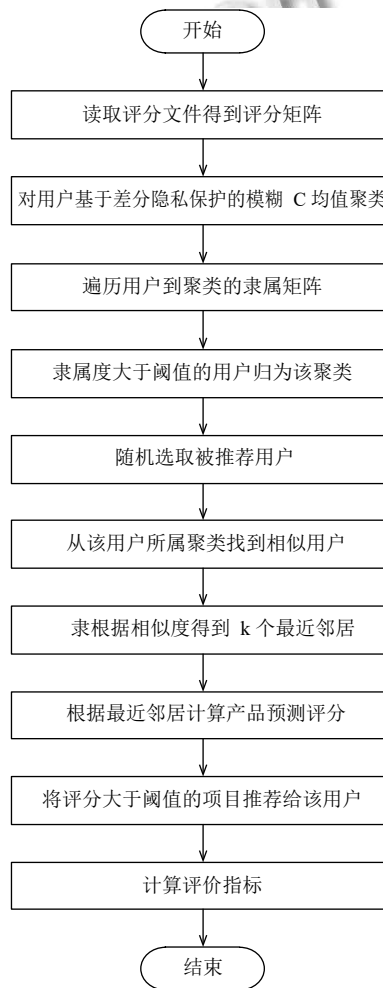 开始
读取评分文件得到评分矩阵
对用户基于差分隐私保护的模糊 C 均值聚类
遍历用户到聚类的隶属矩阵
隶属度大于阈值的用户归为该聚类
随机选取被推荐用户
从该用户所属聚类找到相似用户
隶根据相似度得到 k 个最近邻居
根据最近邻居计算产品预测评分
将评分大于阈值的项目推荐给该用户
计算评价指标
结束